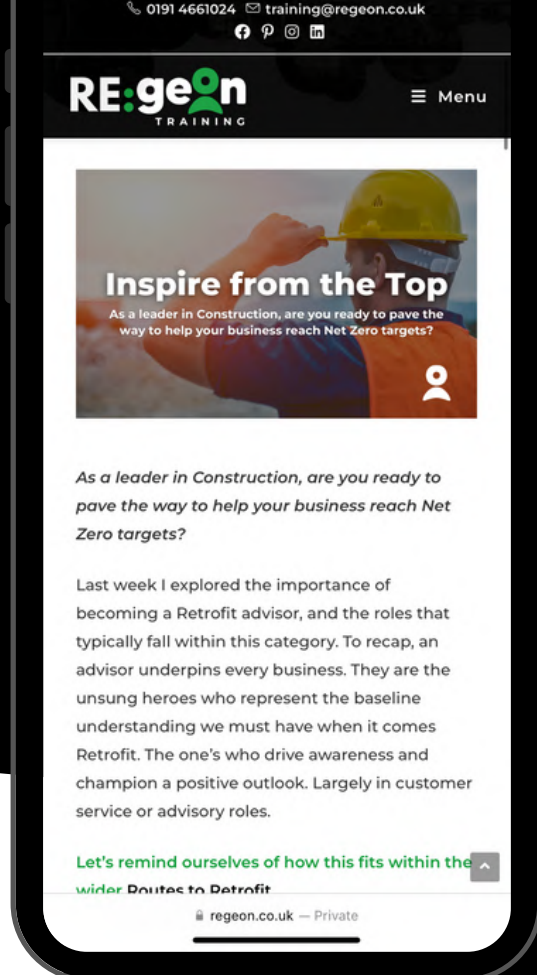 0191 4661024 training@regeon.co.uk
RE:geon
TRAINING
Menu
Inspire from the Top
As a leader in Construction, are you ready to pave the
way to help your business reach Net Zero targets?
As a leader in Construction, are you ready to
pave the way to help your business reach Net
Zero targets?
Last week I explored the importance of
becoming a Retrofit advisor, and the roles that
typically fall within this category. To recap, an
advisor underpins every business. They are the
unsung heroes who represent the baseline
understanding we must have when it comes
Retrofit. The one's who drive awareness and
champion a positive outlook. Largely in customer
service or advisory roles.
Let's remind ourselves of how this fits within the
wider Routes to Retrofit
regeon.co.uk — Private